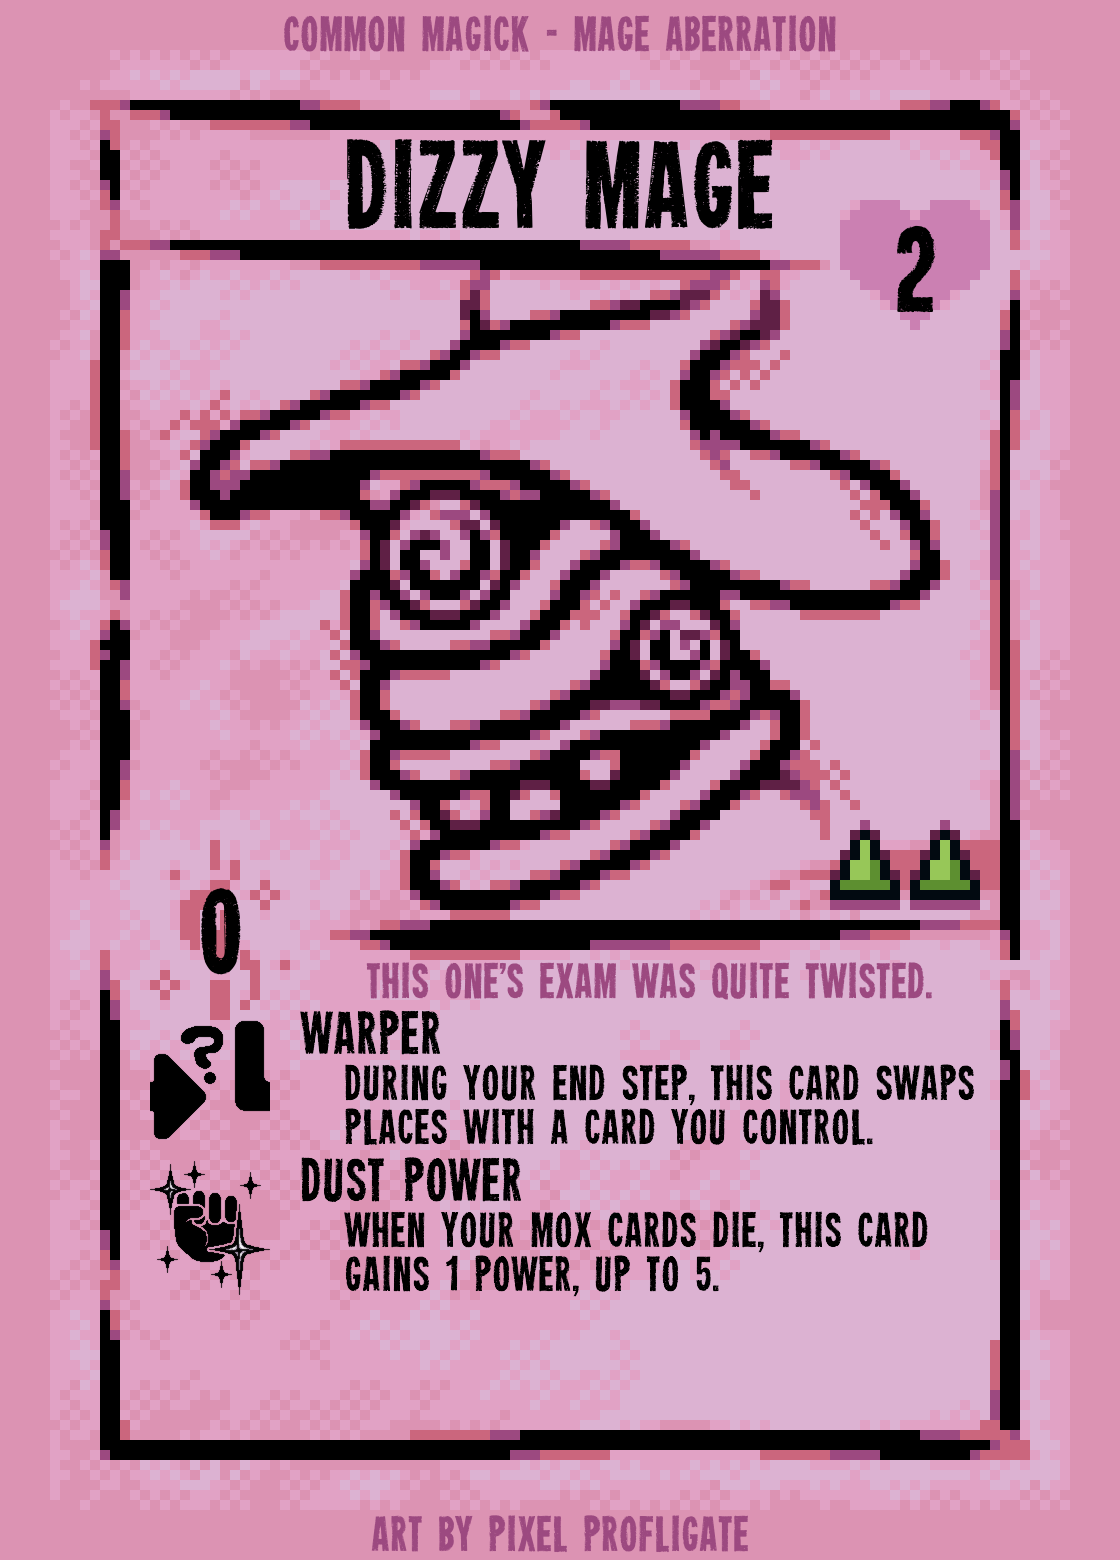 COMMON MAGICK - MAGE ABERRATION
DIZZY MAGE
2
0
THIS ONE'S EXAM WAS QUITE TWISTED.
WARPER
DURING YOUR END STEP, THIS CARD SWAPS
PLACES WITH A CARD YOU CONTROL.
DUST POWER
WHEN YOUR MOX CARDS DIE, THIS CARD
GAINS 1 POWER, UP TO 5.
ART BY PIXEL PROFLIGATE